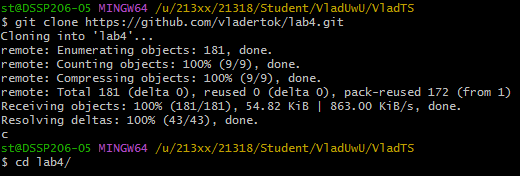 st@DSSP206-05 MINGW64 /u/213xx/21318/Student/VladUwU/VladTS
$ git clone https://github.com/vladertok/lab4.git
Cloning into 'lab4'...
remote: Enumerating objects: 181, done.
remote: Counting objects: 100% (9/9), done.
remote: Compressing objects: 100% (9/9), done.
remote: Total 181 (delta 0), reused 0 (delta 0), pack-reused 172 (from 1)
Receiving objects: 100% (181/181), 54.82 KiB | 863.00 KiB/s, done.
Resolving deltas: 100% (43/43), done.
c
st@DSSP206-05 MINGW64 /u/213xx/21318/Student/VladUwU/VladTS
$ cd lab4/